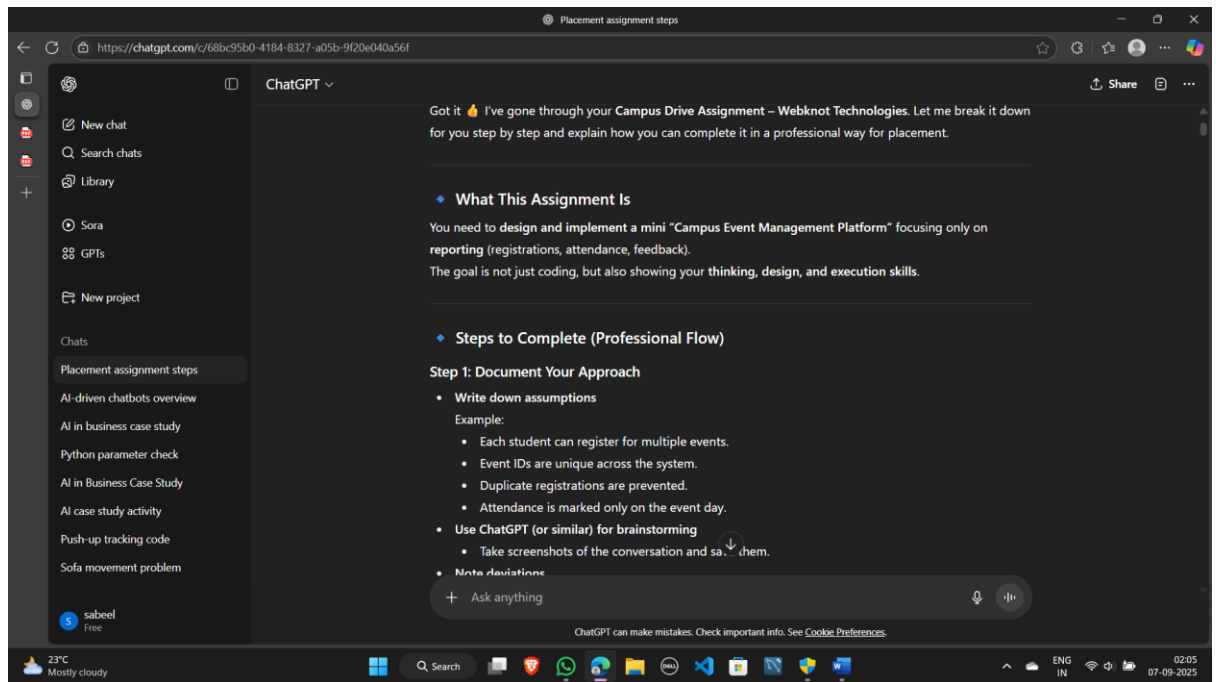 Placement assignment steps
https://chatgpt.com/c/68bc95b0-4184-8327-a05b-9f20e040a56f
ChatGPT
Share
New chat
Search chats
Library
Sora
GPTs
New project
Chats
Placement assignment steps
AI-driven chatbots overview
AI in business case study
Python parameter check
AI in Business Case Study
AI case study activity
Push-up tracking code
Sofa movement problem
S
sabeel
Free
Got it 👍 I've gone through your Campus Drive Assignment – Webknot Technologies. Let me break it down
for you step by step and explain how you can complete it in a professional way for placement.
🔹 What This Assignment Is
You need to design and implement a mini “Campus Event Management Platform” focusing only on
reporting (registrations, attendance, feedback).
The goal is not just coding, but also showing your thinking, design, and execution skills.
🔹 Steps to Complete (Professional Flow)
Step 1: Document Your Approach
• Write down assumptions
Example:
• Each student can register for multiple events.
• Event IDs are unique across the system.
• Duplicate registrations are prevented.
• Attendance is marked only on the event day.
• Use ChatGPT (or similar) for brainstorming
• Take screenshots of the conversation and them.
• Note deviations
Ask anything
ChatGPT can make mistakes. Check important info. See Cookie Preferences.
23°C
Mostly cloudy
Search
DELL
ENG
IN
02:05
07-09-2025